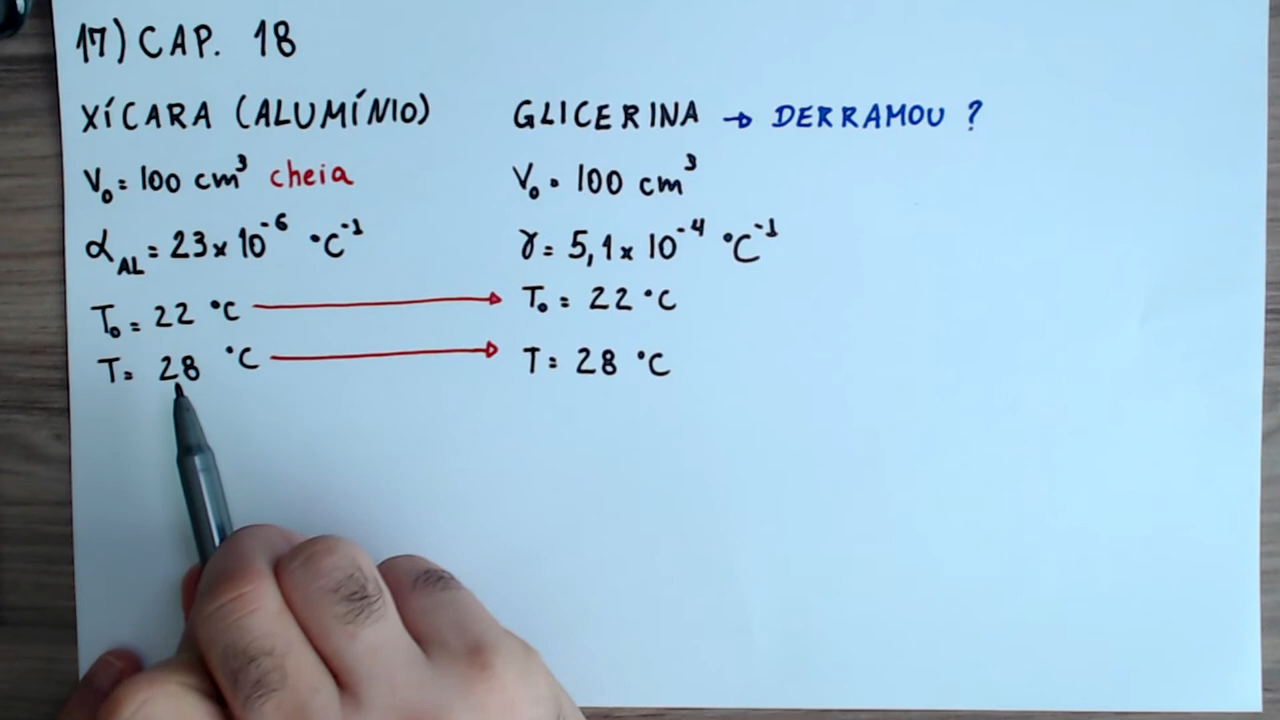 17) CAP. 18
XÍCARA (ALUMÍNIO) GLICERINA → DERRAMOU ?
V₀ = 100 cm³ cheia V₀ = 100 cm³
α_AL = 23 x 10⁻⁶ °C⁻¹ γ = 5,1 x 10⁻⁴ °C⁻¹
T₀ = 22 °C → T₀ = 22 °C
T = 28 °C → T = 28 °C